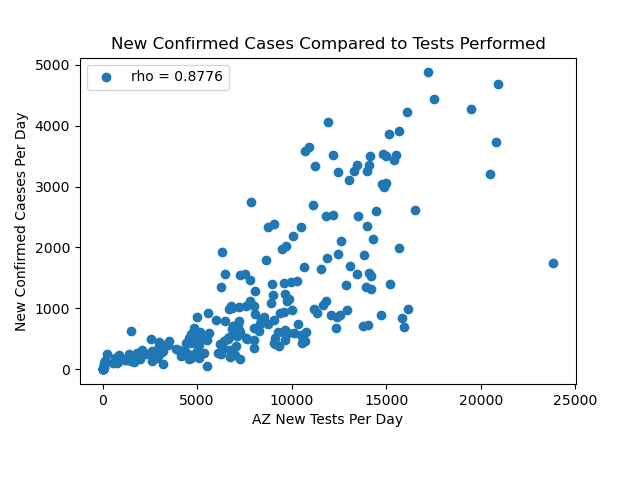 New Confirmed Cases Compared to Tests Performed
rho = 0.8776
New Confirmed Caeses Per Day
5000
4000
3000
2000
1000
0
0 5000 10000 15000 20000 25000
AZ New Tests Per Day